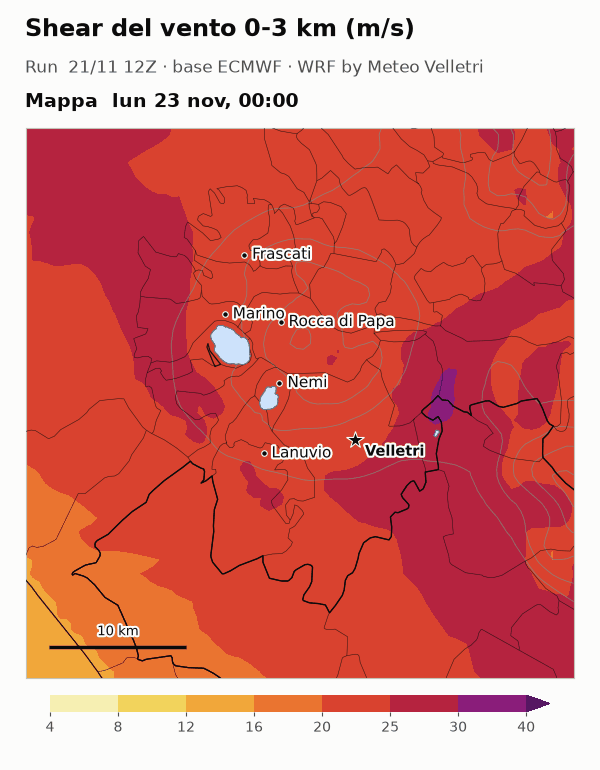 Shear del vento 0-3 km (m/s)
Run  21/11 12Z · base ECMWF · WRF by Meteo Velletri
Mappa  lun 23 nov, 00:00
Frascati
Marino
Rocca di Papa
Nemi
Velletri
Lanuvio
10 km
4 8 12 16 20 25 30 40